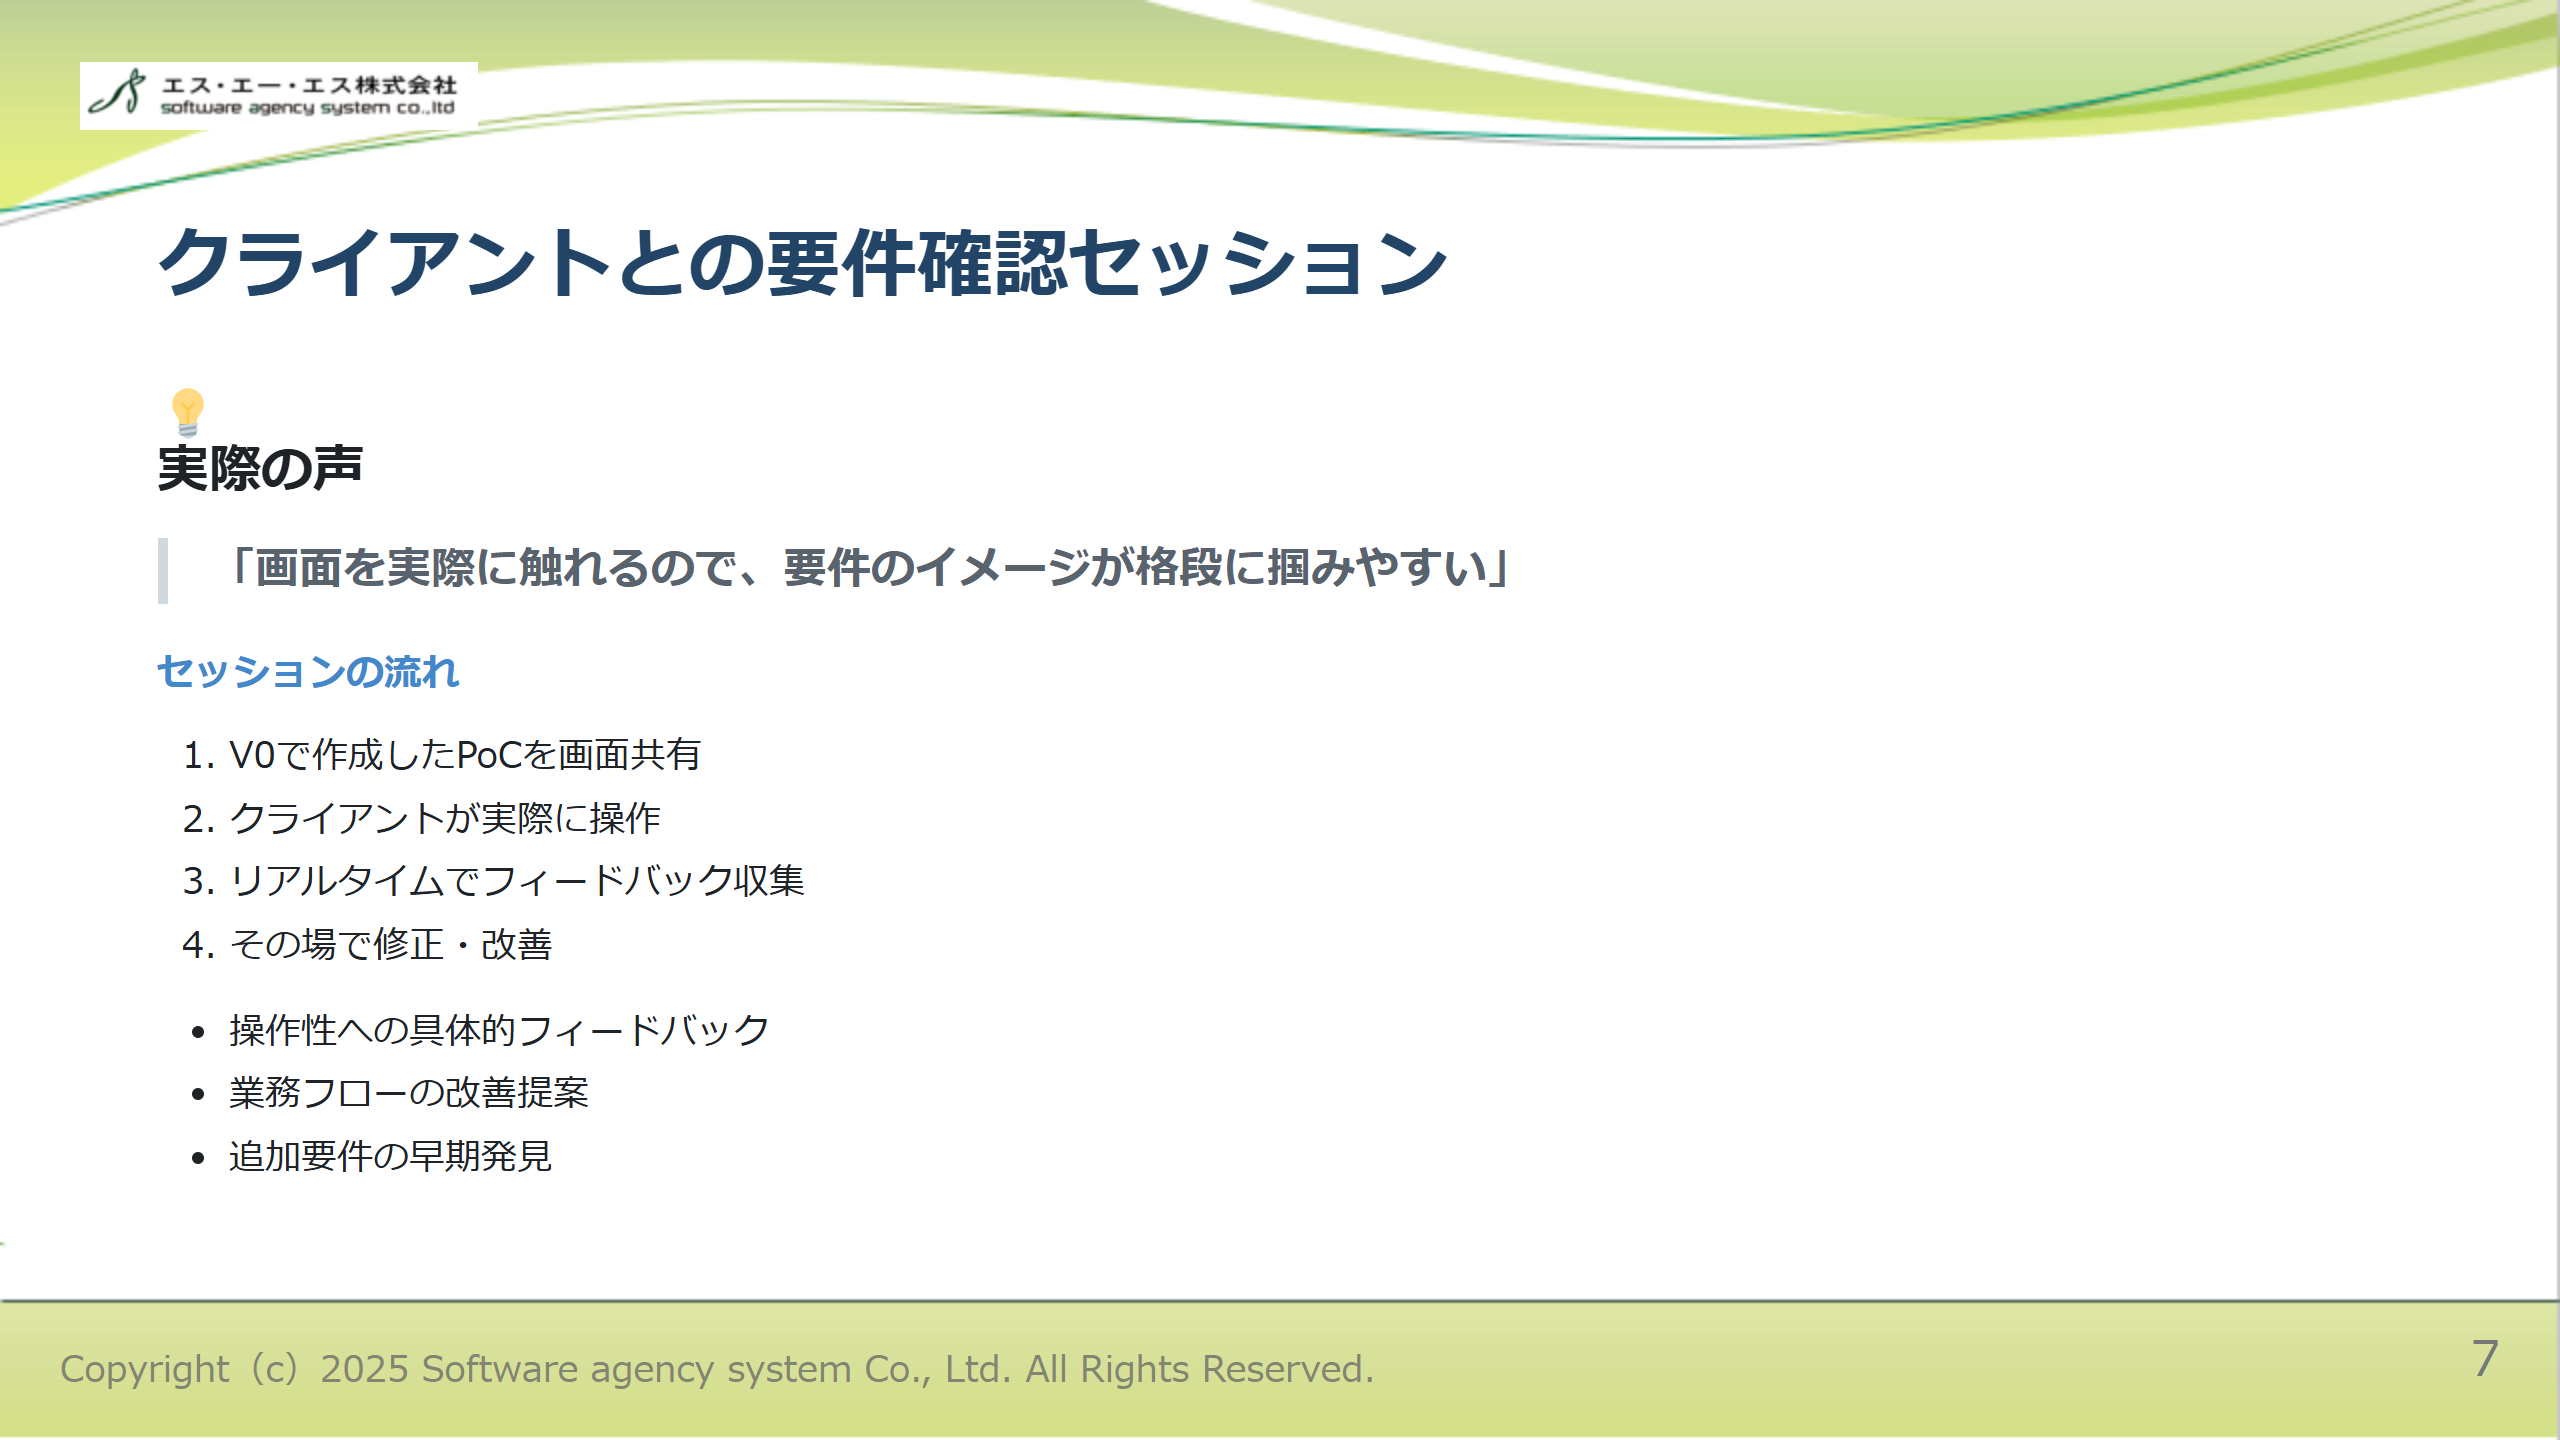 エス・エー・エス株式会社
software agency system co.,ltd
クライアントとの要件確認セッション
実際の声
「画面を実際に触れるので、要件のイメージが格段に掴みやすい」
セッションの流れ
1. V0で作成したPoCを画面共有
2. クライアントが実際に操作
3. リアルタイムでフィードバック収集
4. その場で修正・改善
• 操作性への具体的フィードバック
• 業務フローの改善提案
• 追加要件の早期発見
Copyright（c）2025 Software agency system Co., Ltd. All Rights Reserved.
7